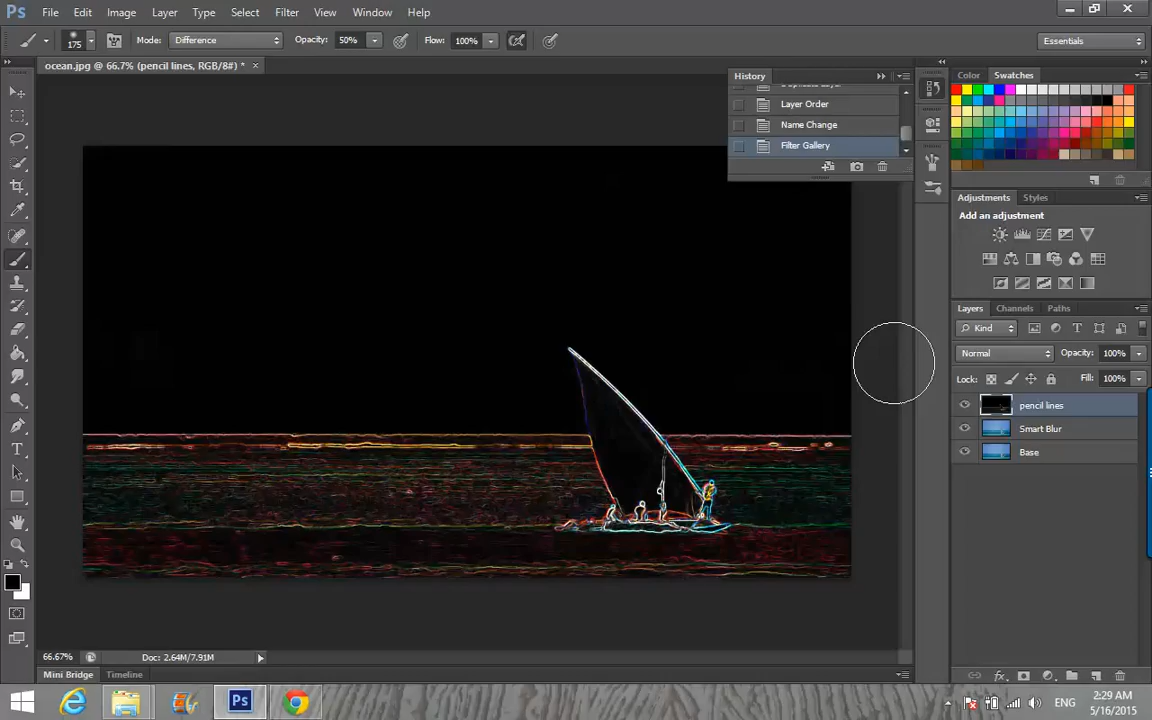 Ps File Edit Image Layer Type Select Filter View Window Help
175 Mode: Difference Opacity: 50% Flow: 100% Essentials
ocean.jpg @ 66.7% (pencil lines, RGB/8#) * ×
History
Layer Order
Name Change
Filter Gallery
Color Swatches
Adjustments Styles
Add an adjustment
Layers Channels Paths
Kind
Normal Opacity: 100%
Lock: Fill: 100%
pencil lines
Smart Blur
Base
66.67% Doc: 2.64M/7.91M
Mini Bridge Timeline
Ps ENG 2:29 AM
5/16/2015